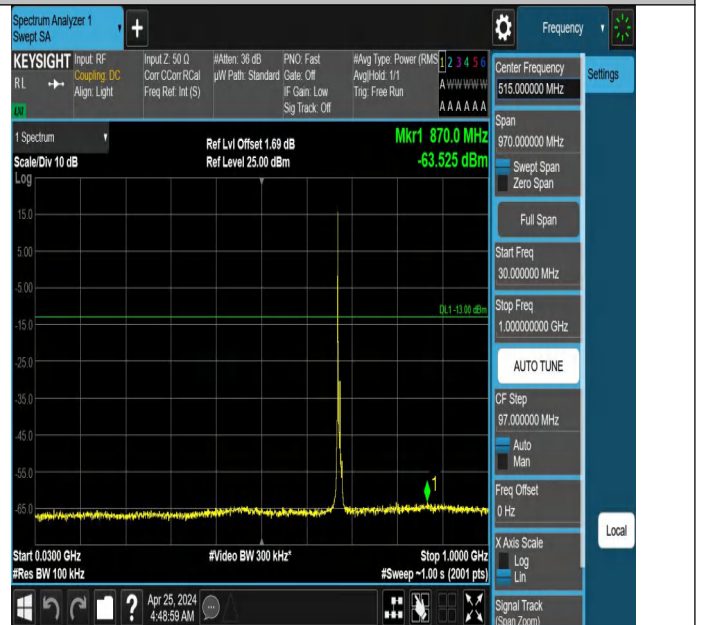 Spectrum Analyzer 1
Swept SA
+
Frequency
KEYSIGHT
RL
LXI
Input: RF
Coupling: DC
Align: Light
Input Z: 50 Ω
Corr CCorr RCal
Freq Ref: Int (S)
#Atten: 36 dB
µW Path: Standard
PNO: Fast
Gate: Off
IF Gain: Low
Sig Track: Off
#Avg Type: Power (RMS
Avg|Hold: 1/1
Trig: Free Run
1 2 3 4 5 6
A W W W W W
A A A A A A
1 Spectrum
Scale/Div 10 dB
Ref Lvl Offset 1.69 dB
Ref Level 25.00 dBm
Mkr1 870.0 MHz
-63.525 dBm
Log
15.0
5.00
-5.00
DL1 -13.00 dBm
-15.0
-25.0
-35.0
-45.0
-55.0
1
-65.0
Start 0.0300 GHz
#Res BW 100 kHz
#Video BW 300 kHz*
Stop 1.0000 GHz
#Sweep ~1.00 s (2001 pts)
?
Apr 25, 2024
4:48:59 AM
Center Frequency
515.000000 MHz
Settings
Span
970.000000 MHz
Swept Span
Zero Span
Full Span
Start Freq
30.000000 MHz
Stop Freq
1.000000000 GHz
AUTO TUNE
CF Step
97.000000 MHz
Auto
Man
Freq Offset
0 Hz
Local
X Axis Scale
Log
Lin
Signal Track
(Span Zoom)